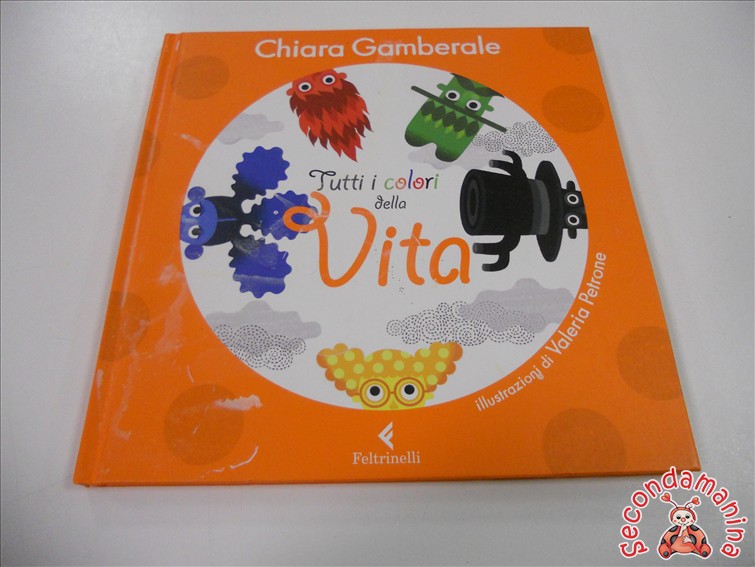 Chiara Gamberale
Tutti i colori
della
Vita
illustrazioni di Valeria Petrone
Feltrinelli
Secondamanina